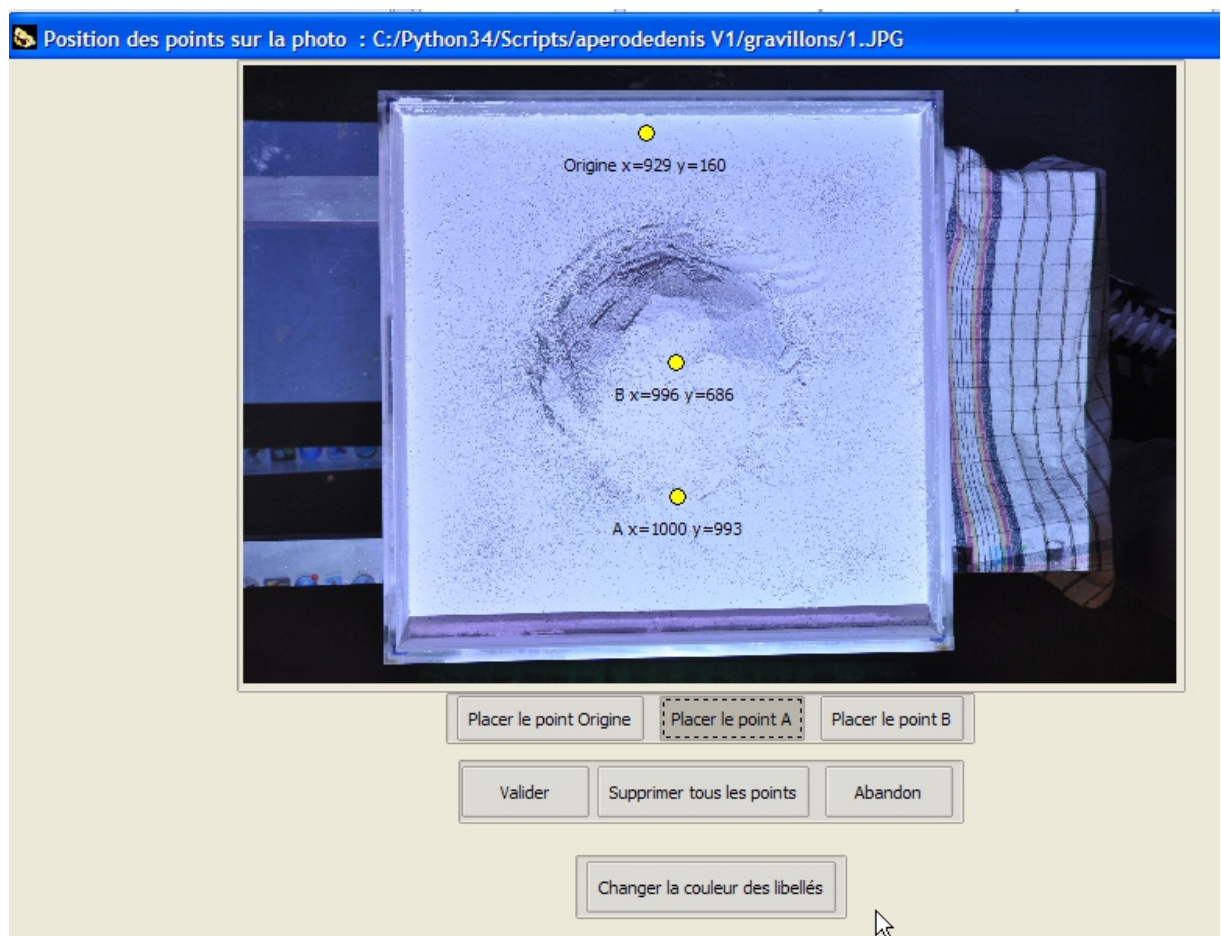 Position des points sur la photo : C:/Python34/Scripts/aperodedenis V1/gravillons/1.JPG
Origine x=929 y=160
B x=996 y=686
A x=1000 y=993
Placer le point Origine Placer le point A Placer le point B
Valider Supprimer tous les points Abandon
Changer la couleur des libellés